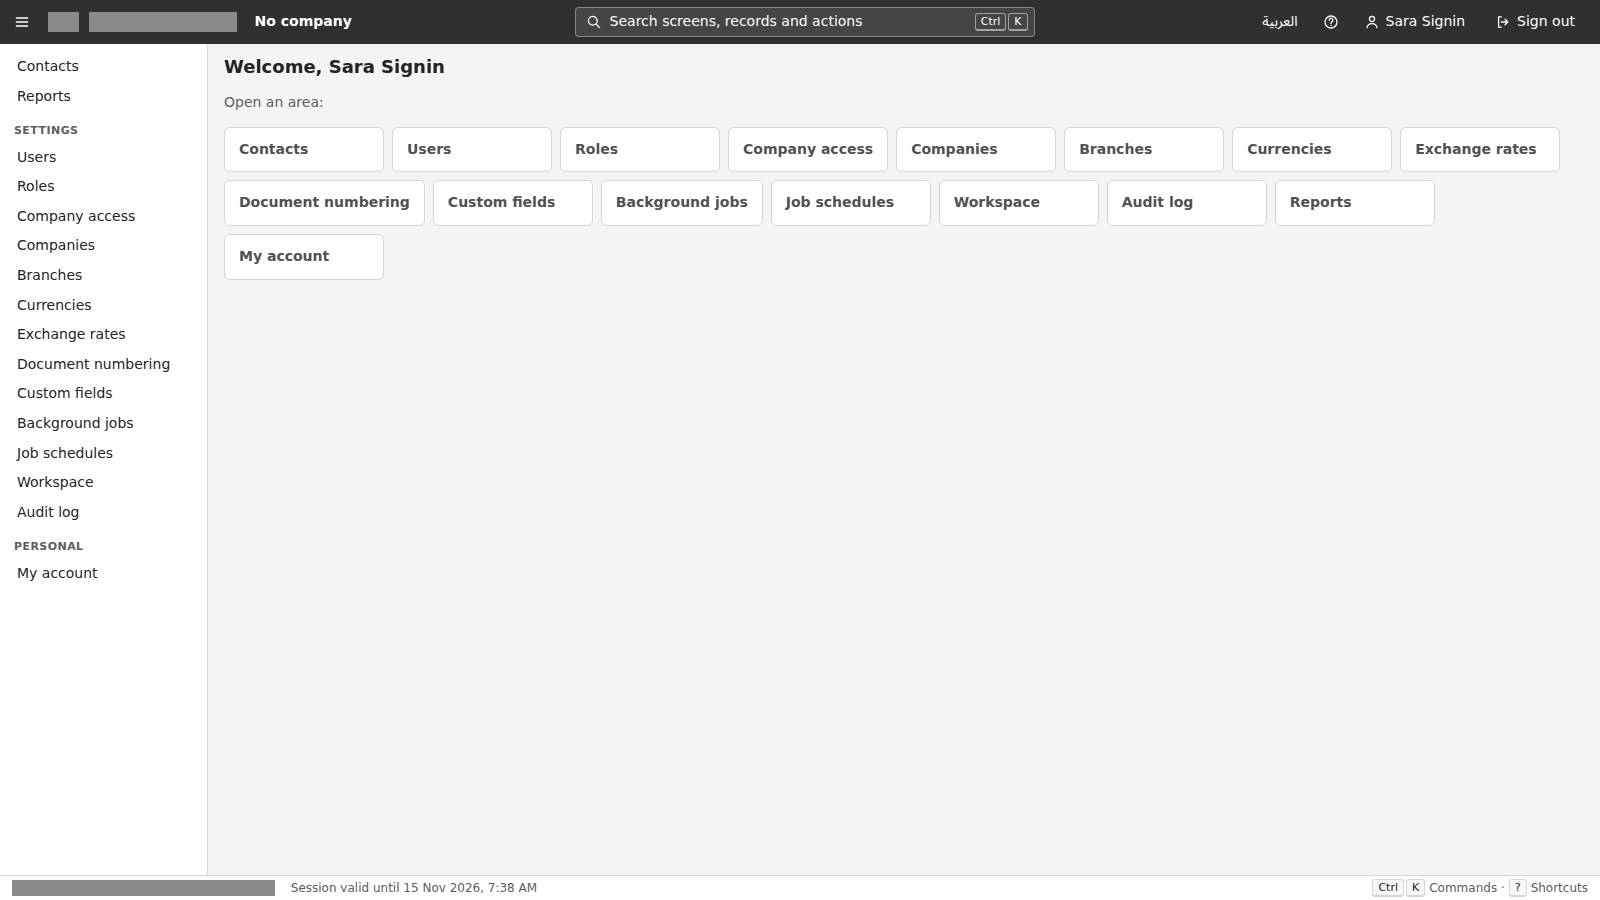 No company
Search screens, records and actions Ctrl K
العربية
Sara Signin
Sign out
Contacts
Reports
SETTINGS
Users
Roles
Company access
Companies
Branches
Currencies
Exchange rates
Document numbering
Custom fields
Background jobs
Job schedules
Workspace
Audit log
PERSONAL
My account
Welcome, Sara Signin
Open an area:
Contacts Users Roles Company access Companies Branches Currencies Exchange rates
Document numbering Custom fields Background jobs Job schedules Workspace Audit log Reports
My account
Session valid until 15 Nov 2026, 7:38 AM
Ctrl K Commands · ? Shortcuts